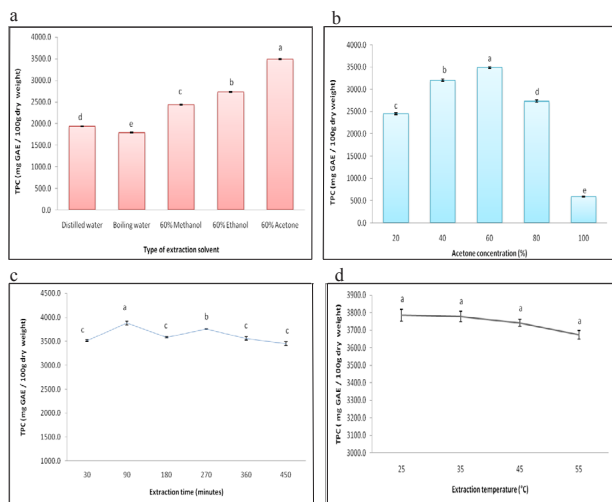 a
TPC (mg GAE / 100g dry weight)
4000.0
3500.0
3000.0
2500.0
2000.0
1500.0
1000.0
500.0
0.0
d
e
c
b
a
Distilled water
Boiling water
60% Methanol
60% Ethanol
60% Acetone
Type of extraction solvent
b
TPC (mg GAE / 100g dry weight)
4000.0
3500.0
3000.0
2500.0
2000.0
1500.0
1000.0
500.0
0.0
c
b
a
d
e
20
40
60
80
100
Acetone concentration (%)
c
TPC (mg GAE / 100g dry weight)
4500.0
4000.0
3500.0
3000.0
2500.0
2000.0
1500.0
1000.0
c
a
c
b
c
c
30
90
180
270
360
450
Extraction time (minutes)
d
TPC ( mg GAE / 100g dry weight)
3900.0
3800.0
3700.0
3600.0
3500.0
3400.0
3300.0
3200.0
3100.0
3000.0
a
a
a
a
25
35
45
55
Extraction temperature (°C)